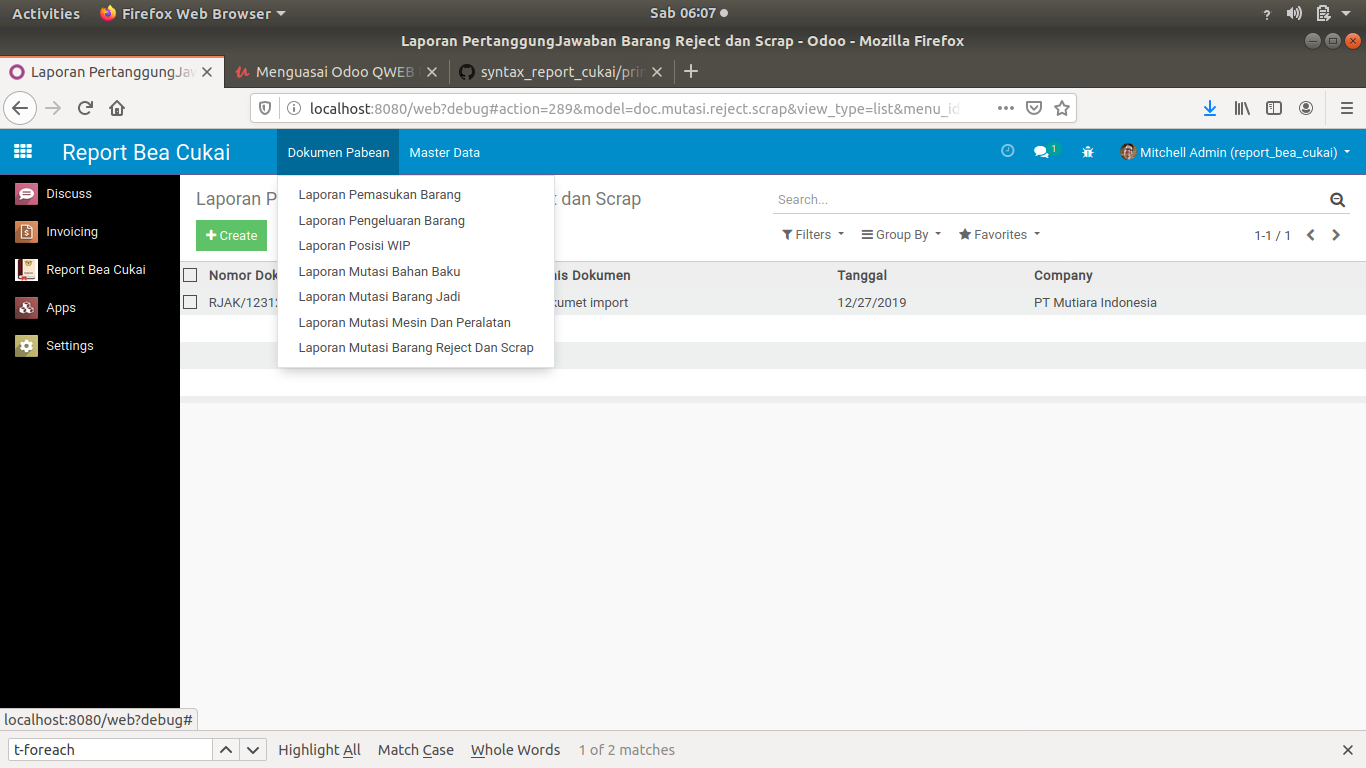 Activities Firefox Web Browser Sab 06:07 ?
Laporan PertanggungJawaban Barang Reject dan Scrap - Odoo - Mozilla Firefox
Laporan PertanggungJaw Menguasai Odoo QWEB syntax_report_cukai/prin
localhost:8080/web?debug#action=289&model=doc.mutasi.reject.scrap&view_type=list&menu_id
Report Bea Cukai Dokumen Pabean Master Data 1 Mitchell Admin (report_bea_cukai)
Discuss
Invoicing
Report Bea Cukai
Apps
Settings
Laporan P t dan Scrap Search...
+ Create Filters Group By Favorites 1-1 / 1
Laporan Pemasukan Barang
Laporan Pengeluaran Barang
Laporan Posisi WIP
Laporan Mutasi Bahan Baku
Laporan Mutasi Barang Jadi
Laporan Mutasi Mesin Dan Peralatan
Laporan Mutasi Barang Reject Dan Scrap
Nomor Dok nis Dokumen Tanggal Company
RJAK/1231 kumet import 12/27/2019 PT Mutiara Indonesia
localhost:8080/web?debug#
t-foreach Highlight All Match Case Whole Words 1 of 2 matches